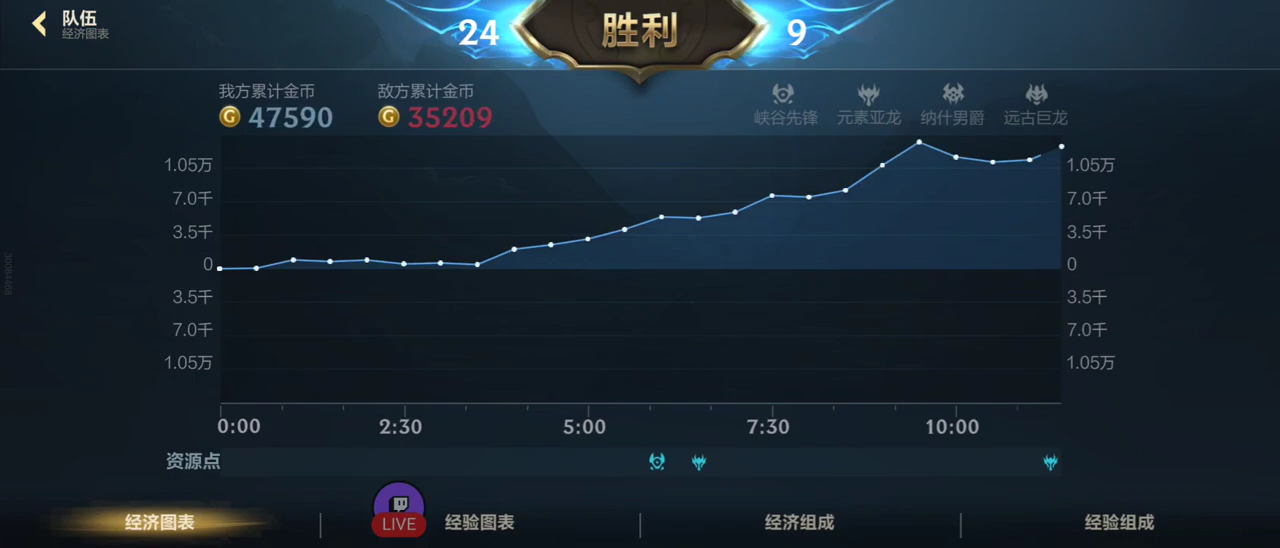 队伍
经济图表
24
胜利
9
我方累计金币
敌方累计金币
G 47590
G 35209
峡谷先锋
元素亚龙
纳什男爵
远古巨龙
1.05万
1.05万
7.0千
7.0千
3.5千
3.5千
0
0
3.5千
3.5千
7.0千
7.0千
1.05万
1.05万
0:00
2:30
5:00
7:30
10:00
资源点
经济图表
LIVE
经验图表
经济组成
经验组成